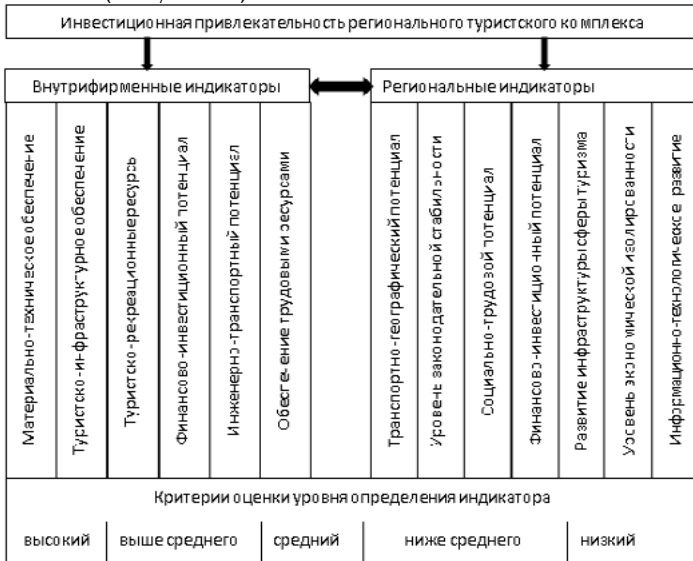 Инвестиционная привлекательность регионального туристского комплекса
Внутрифирменные индикаторы
Региональные индикаторы
Материально-техническое обеспечение
Туристско-инфраструктурное обеспечение
Туристско-рекреационные ресурсы
Финансово-инвестиционный потенциал
Инженерно-транспортный потенциал
Обеспечение трудовыми ресурсами
Транспортно-географический потенциал
Уровень законодательной стабильности
Социально-трудовой потенциал
Финансово-инвестиционный потенциал
Развитие инфраструктуры сферы туризма
Уровень экономической изолированности
Информационно-технологическое развитие
Критерии оценки уровня определения индикатора
высокий
выше среднего
средний
ниже среднего
низкий